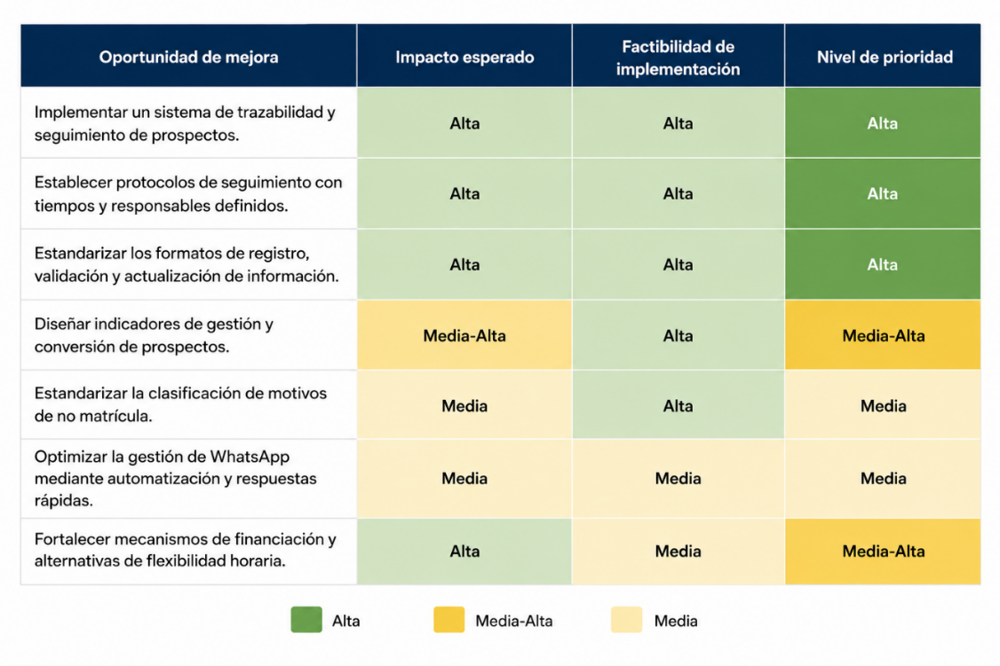 Oportunidad de mejora
Impacto esperado
Factibilidad de
implementación
Nivel de prioridad
Implementar un sistema de trazabilidad y
seguimiento de prospectos.
Alta
Alta
Alta
Establecer protocolos de seguimiento con
tiempos y responsables definidos.
Alta
Alta
Alta
Estandarizar los formatos de registro,
validación y actualización de información.
Alta
Alta
Alta
Diseñar indicadores de gestión y
conversión de prospectos.
Media-Alta
Alta
Media-Alta
Estandarizar la clasificación de motivos
de no matrícula.
Media
Alta
Media
Optimizar la gestión de WhatsApp
mediante automatización y respuestas
rápidas.
Media
Media
Media
Fortalecer mecanismos de financiación y
alternativas de flexibilidad horaria.
Alta
Media
Media-Alta
Alta
Media-Alta
Media